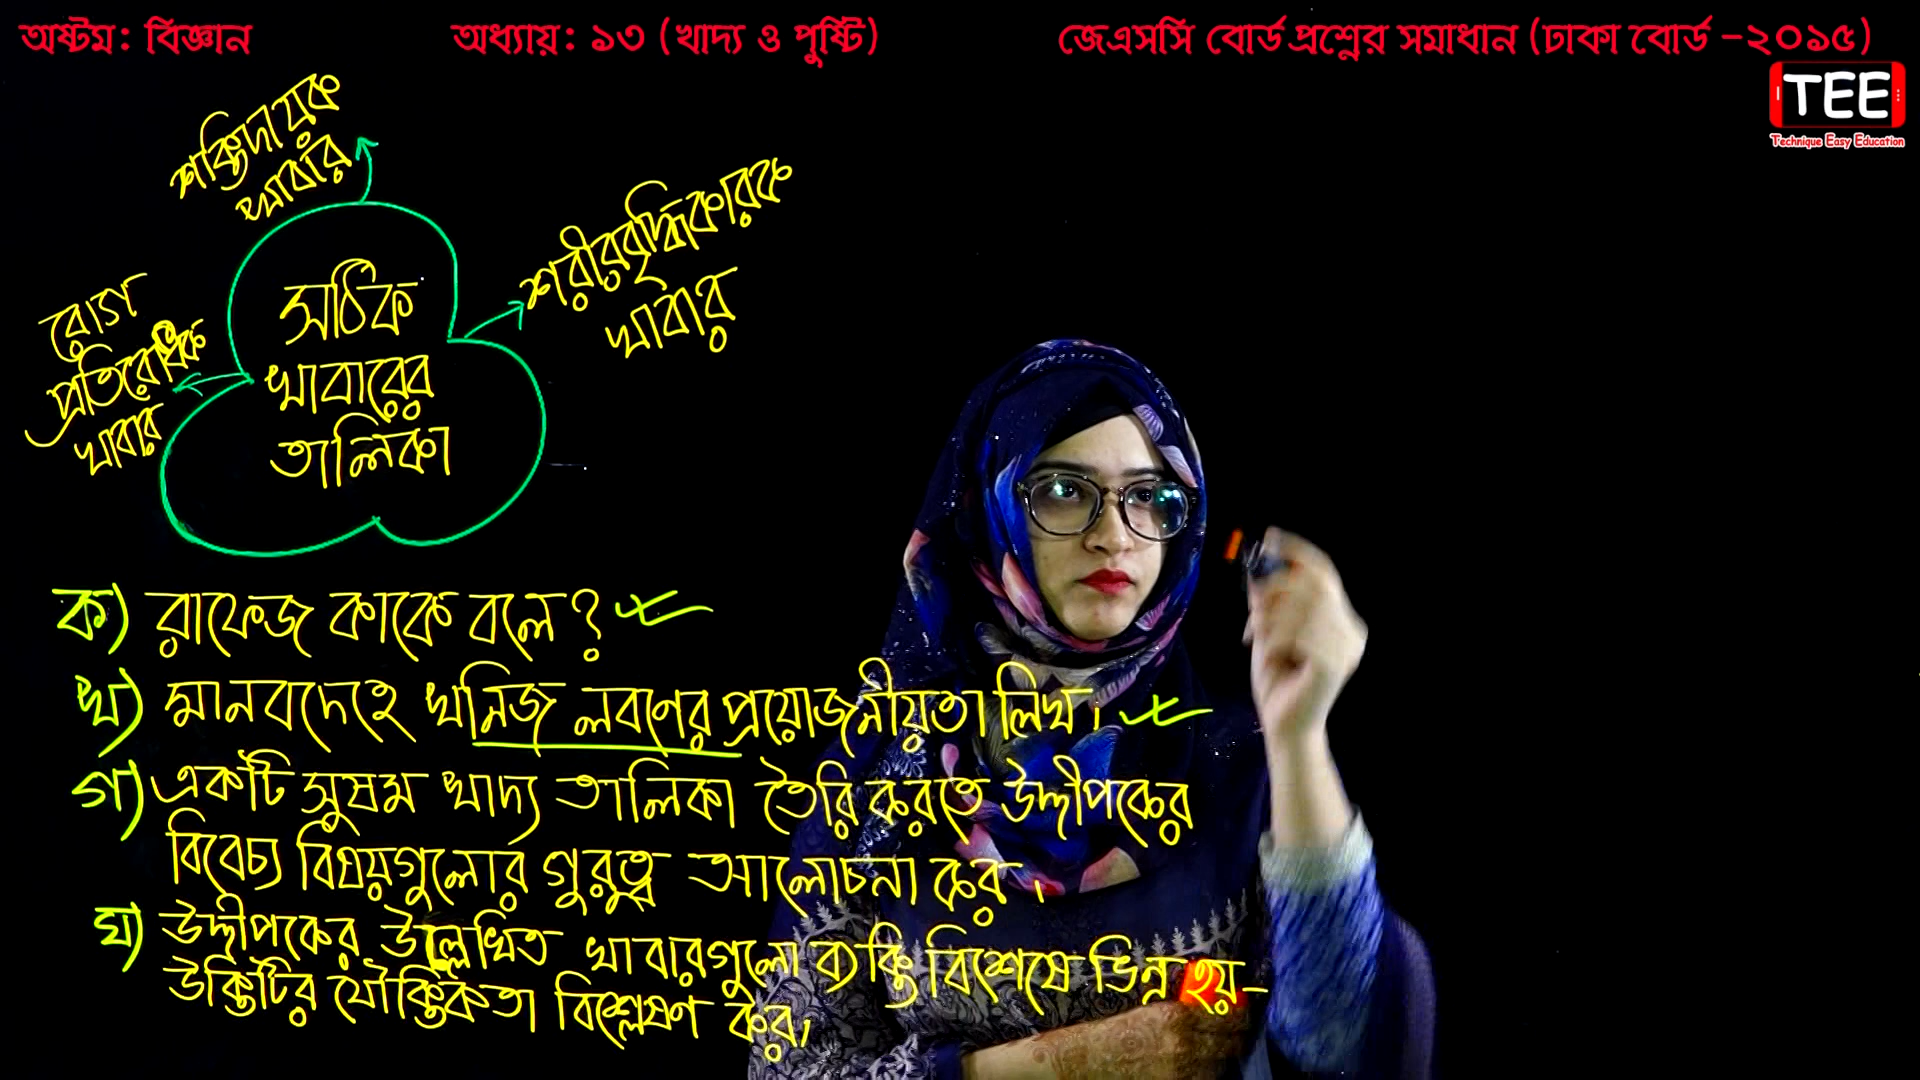 অষ্টম: বিজ্ঞান
অধ্যায়: ১৩ (খাদ্য ও পুষ্টি)
জেএসসি বোর্ড প্রশ্নের সমাধান (ঢাকা বোর্ড -২০১৫)
TEE
Technique Easy Education
শক্তিদায়ক
খাবার
শরীরবৃদ্ধিকারক
খাবার
রোগ
প্রতিরোধক
খাবার
সঠিক
খাবারের
তালিকা
ক) রাফেজ কাকে বলে?
খ) মানবদেহে খনিজ লবণের প্রয়োজনীয়তা লিখ।
গ) একটি সুষম খাদ্য তালিকা তৈরি করতে উদ্দীপকের
বিবেচ্য বিষয়গুলোর গুরুত্ব আলোচনা কর।
ঘ) উদ্দীপকের উল্লেখিত খাবারগুলো ব্যক্তি বিশেষে ভিন্ন হয়-
উক্তিটির যৌক্তিকতা বিশ্লেষণ কর।